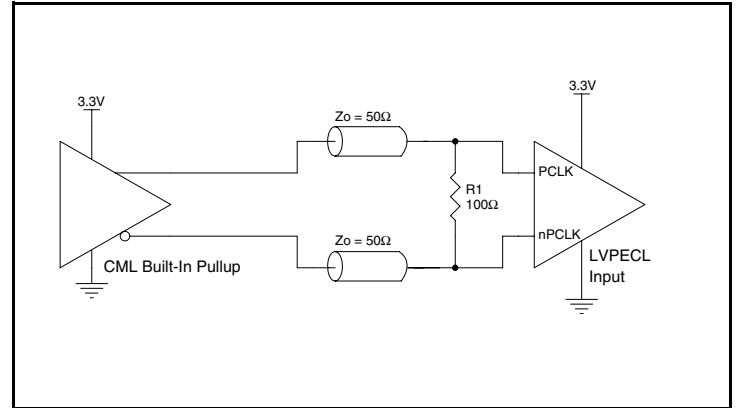 3.3V
3.3V
Zo = 50Ω
PCLK
R1
100Ω
Zo = 50Ω
nPCLK
CML Built-In Pullup
LVPECL
Input